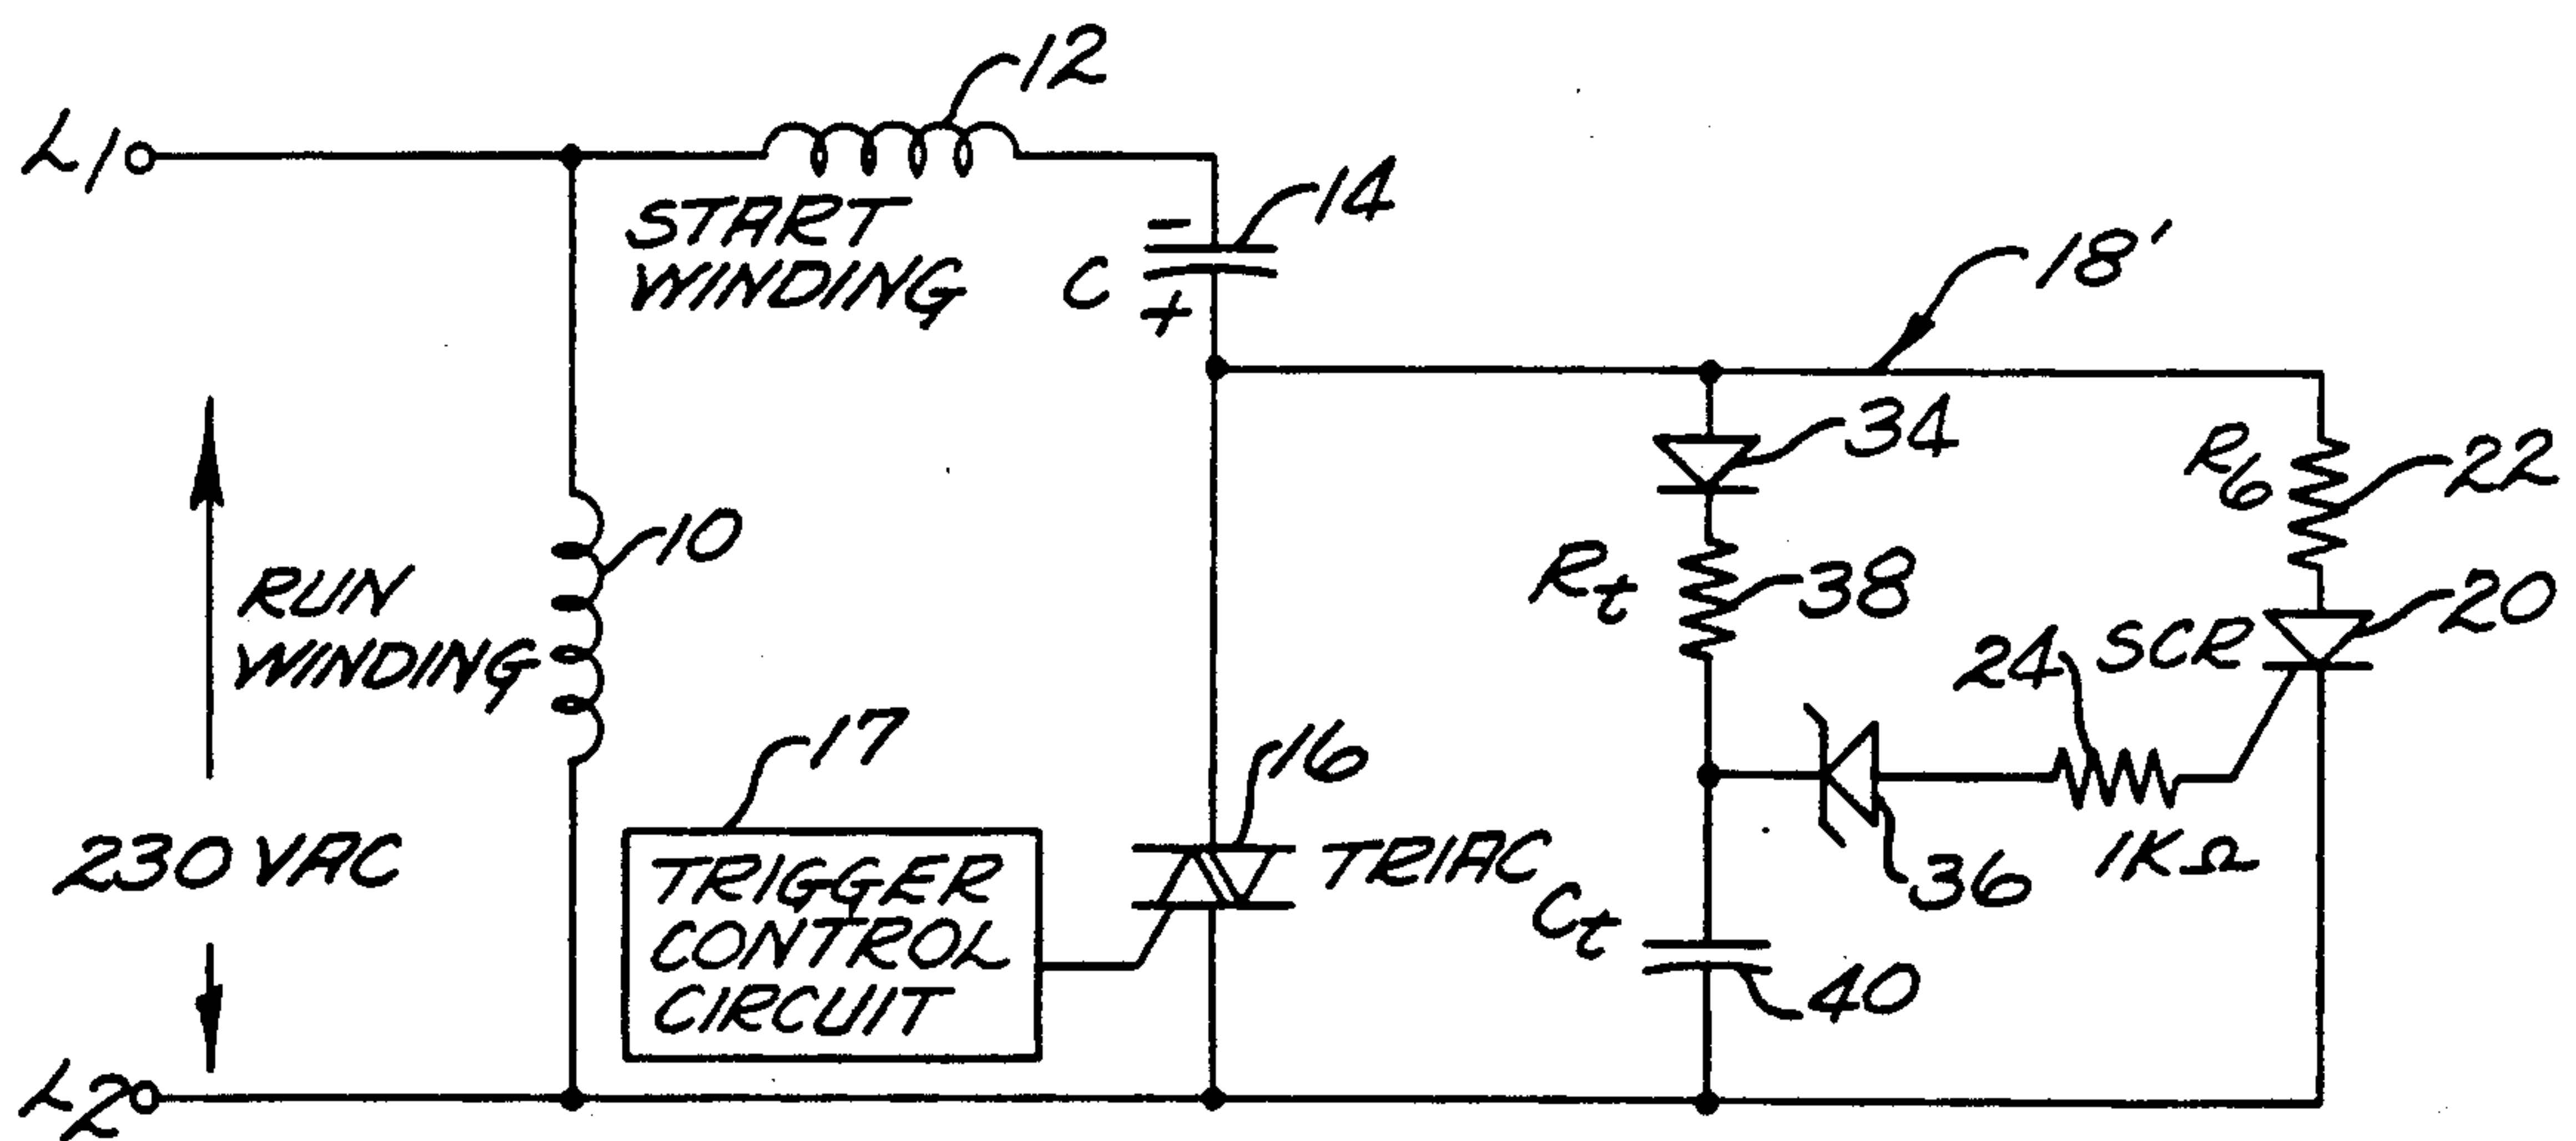 12
L1
14
START
WINDING
-
C
+
18'
34
R6
22
10
Rt
38
RUN
WINDING
20
24
SCR
17
16
36
1KΩ
230 VAC
TRIGGER
CONTROL
CIRCUIT
TRIAC
Ct
40
L2